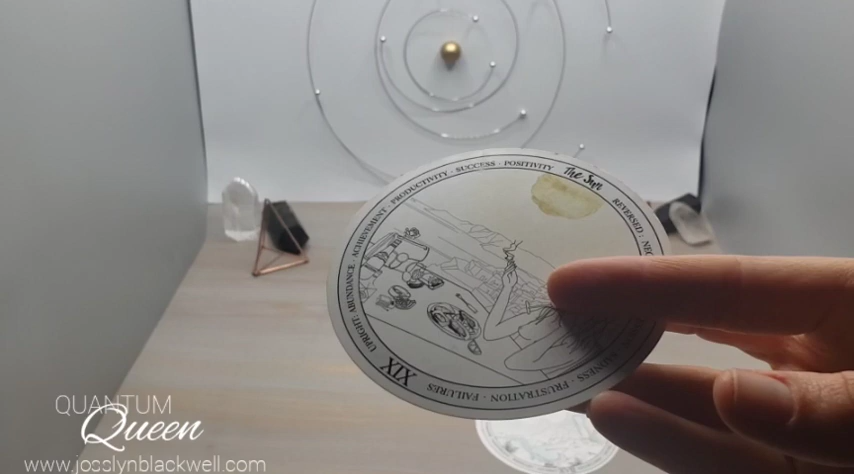 UPRIGHT: ABUNDANCE · ACHIEVEMENT · PRODUCTIVITY · SUCCESS · POSITIVITY
The Sun
REVERSED:
FRUSTRATION · FAILURES
XIX
QUANTUM
Queen
www.josslynblackwell.com